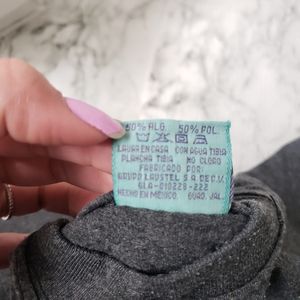 50% ALG. 50% POL.
LAVAR EN CASA CON AGUA TIBIA
PLANCHA TIBIA NO CLORO
FABRICADO POR:
GRUPO LAUSTEL S.A. DE C.V.
GLA-010228-222
HECHO EN MEXICO. GUAD. JAL.